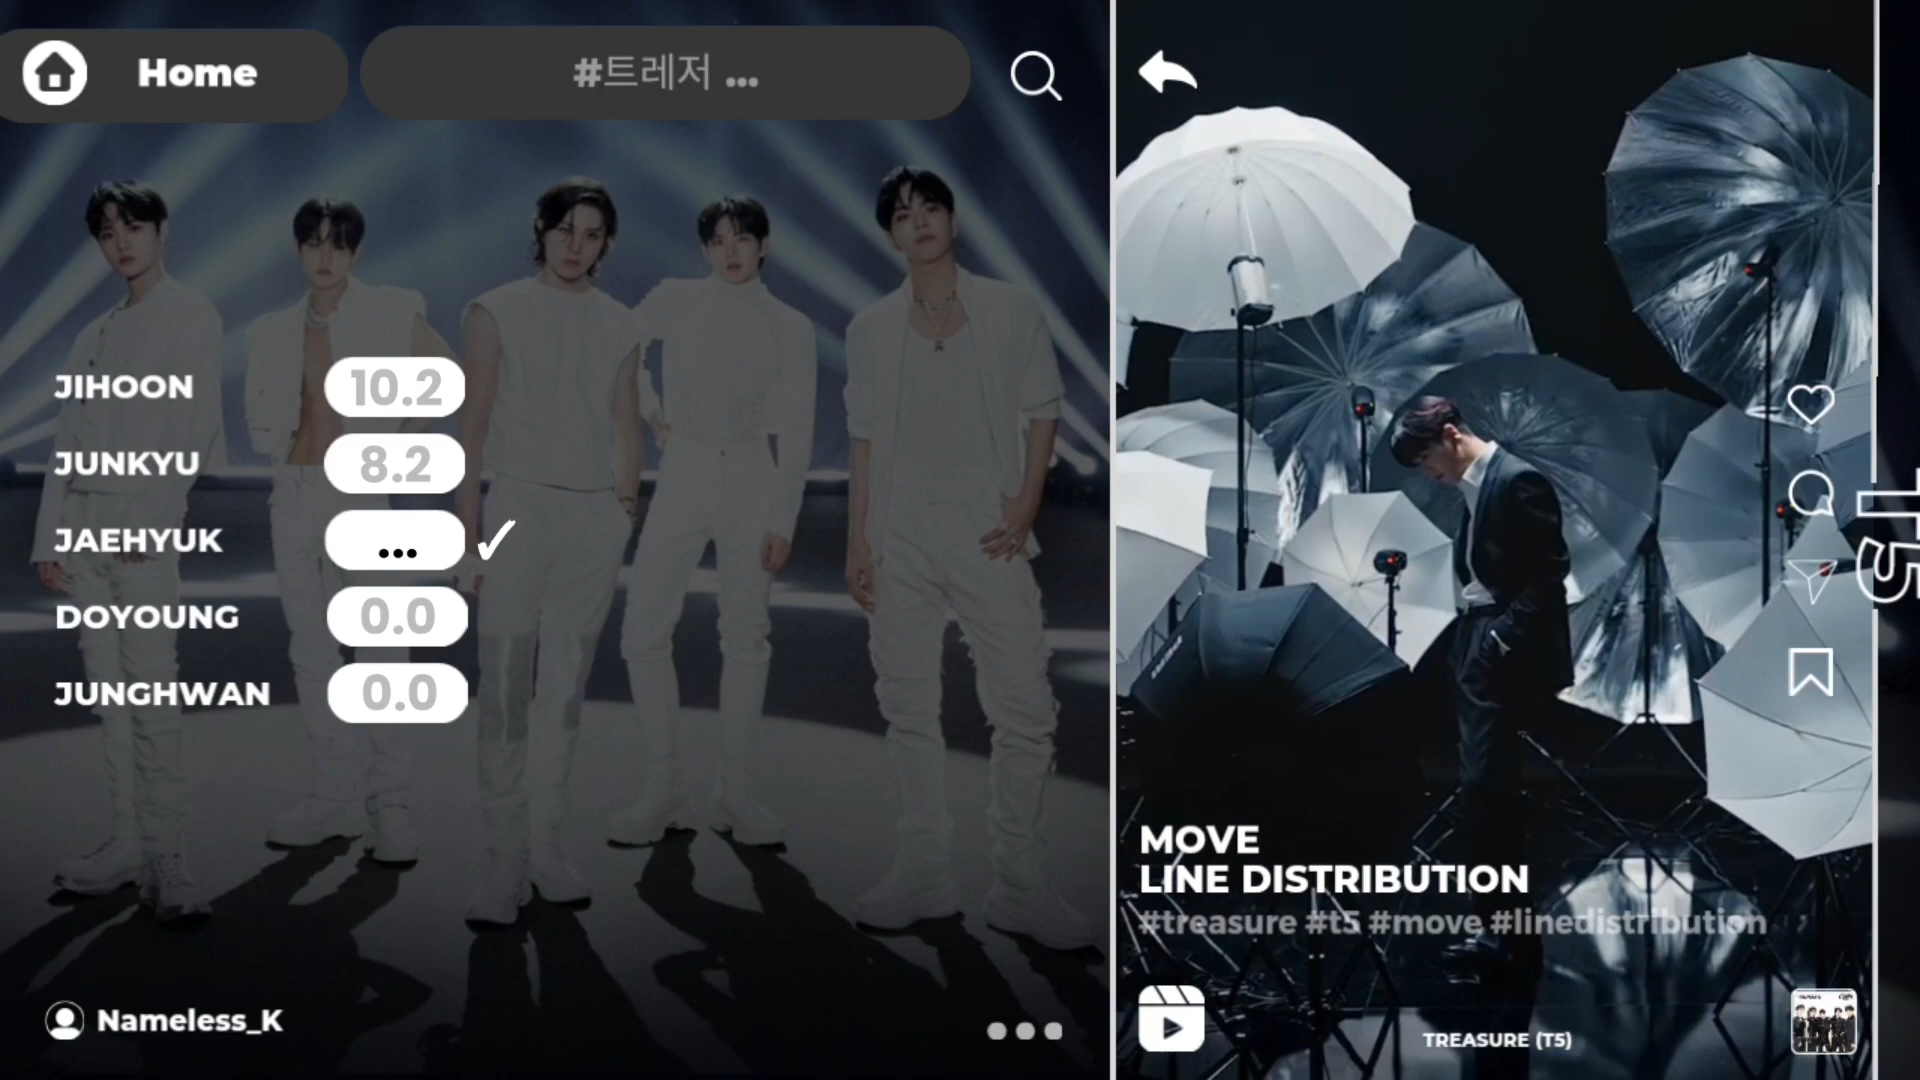 Home
#트레저 ...
JIHOON 10.2
JUNKYU 8.2
JAEHYUK ... ✓
DOYOUNG 0.0
JUNGHWAN 0.0
Nameless_K
MOVE
LINE DISTRIBUTION
#treasure #t5 #move #linedistribution
TREASURE (T5)
T5